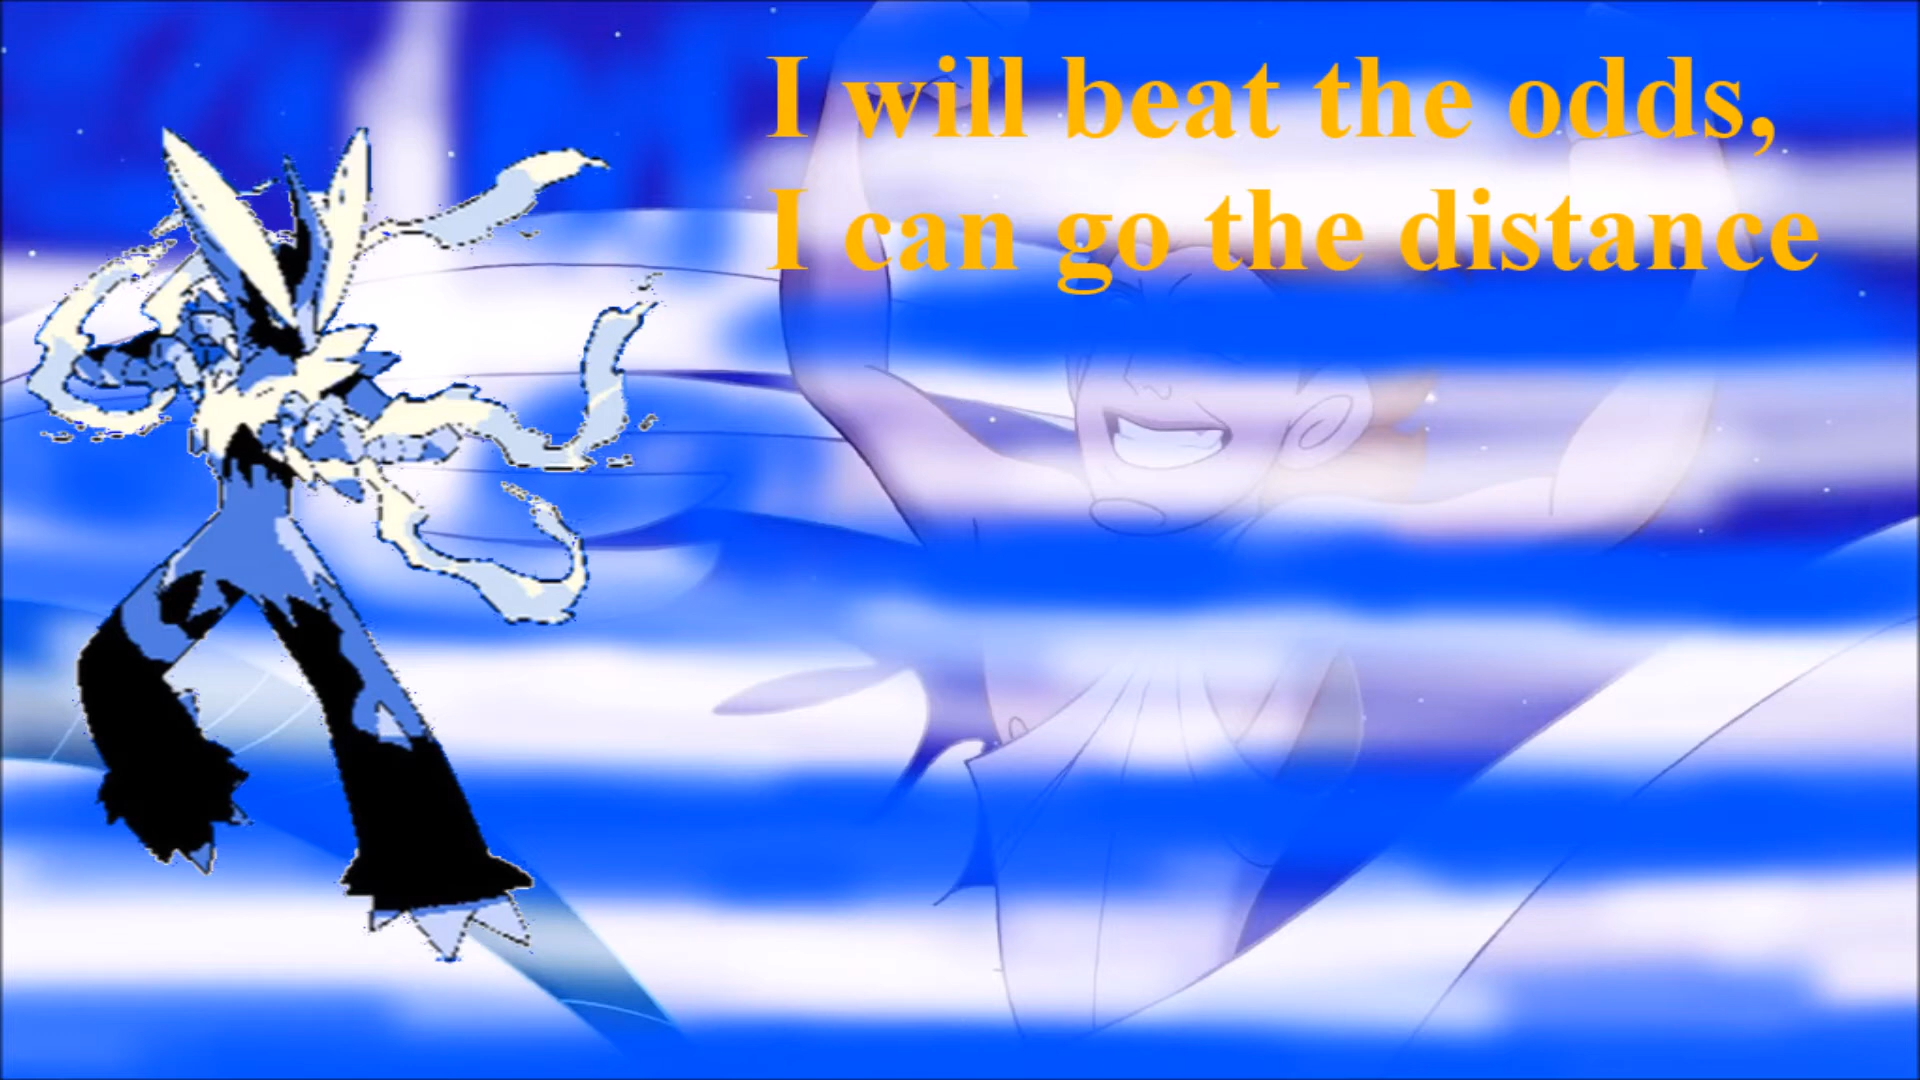 I will beat the odds,
I can go the distance